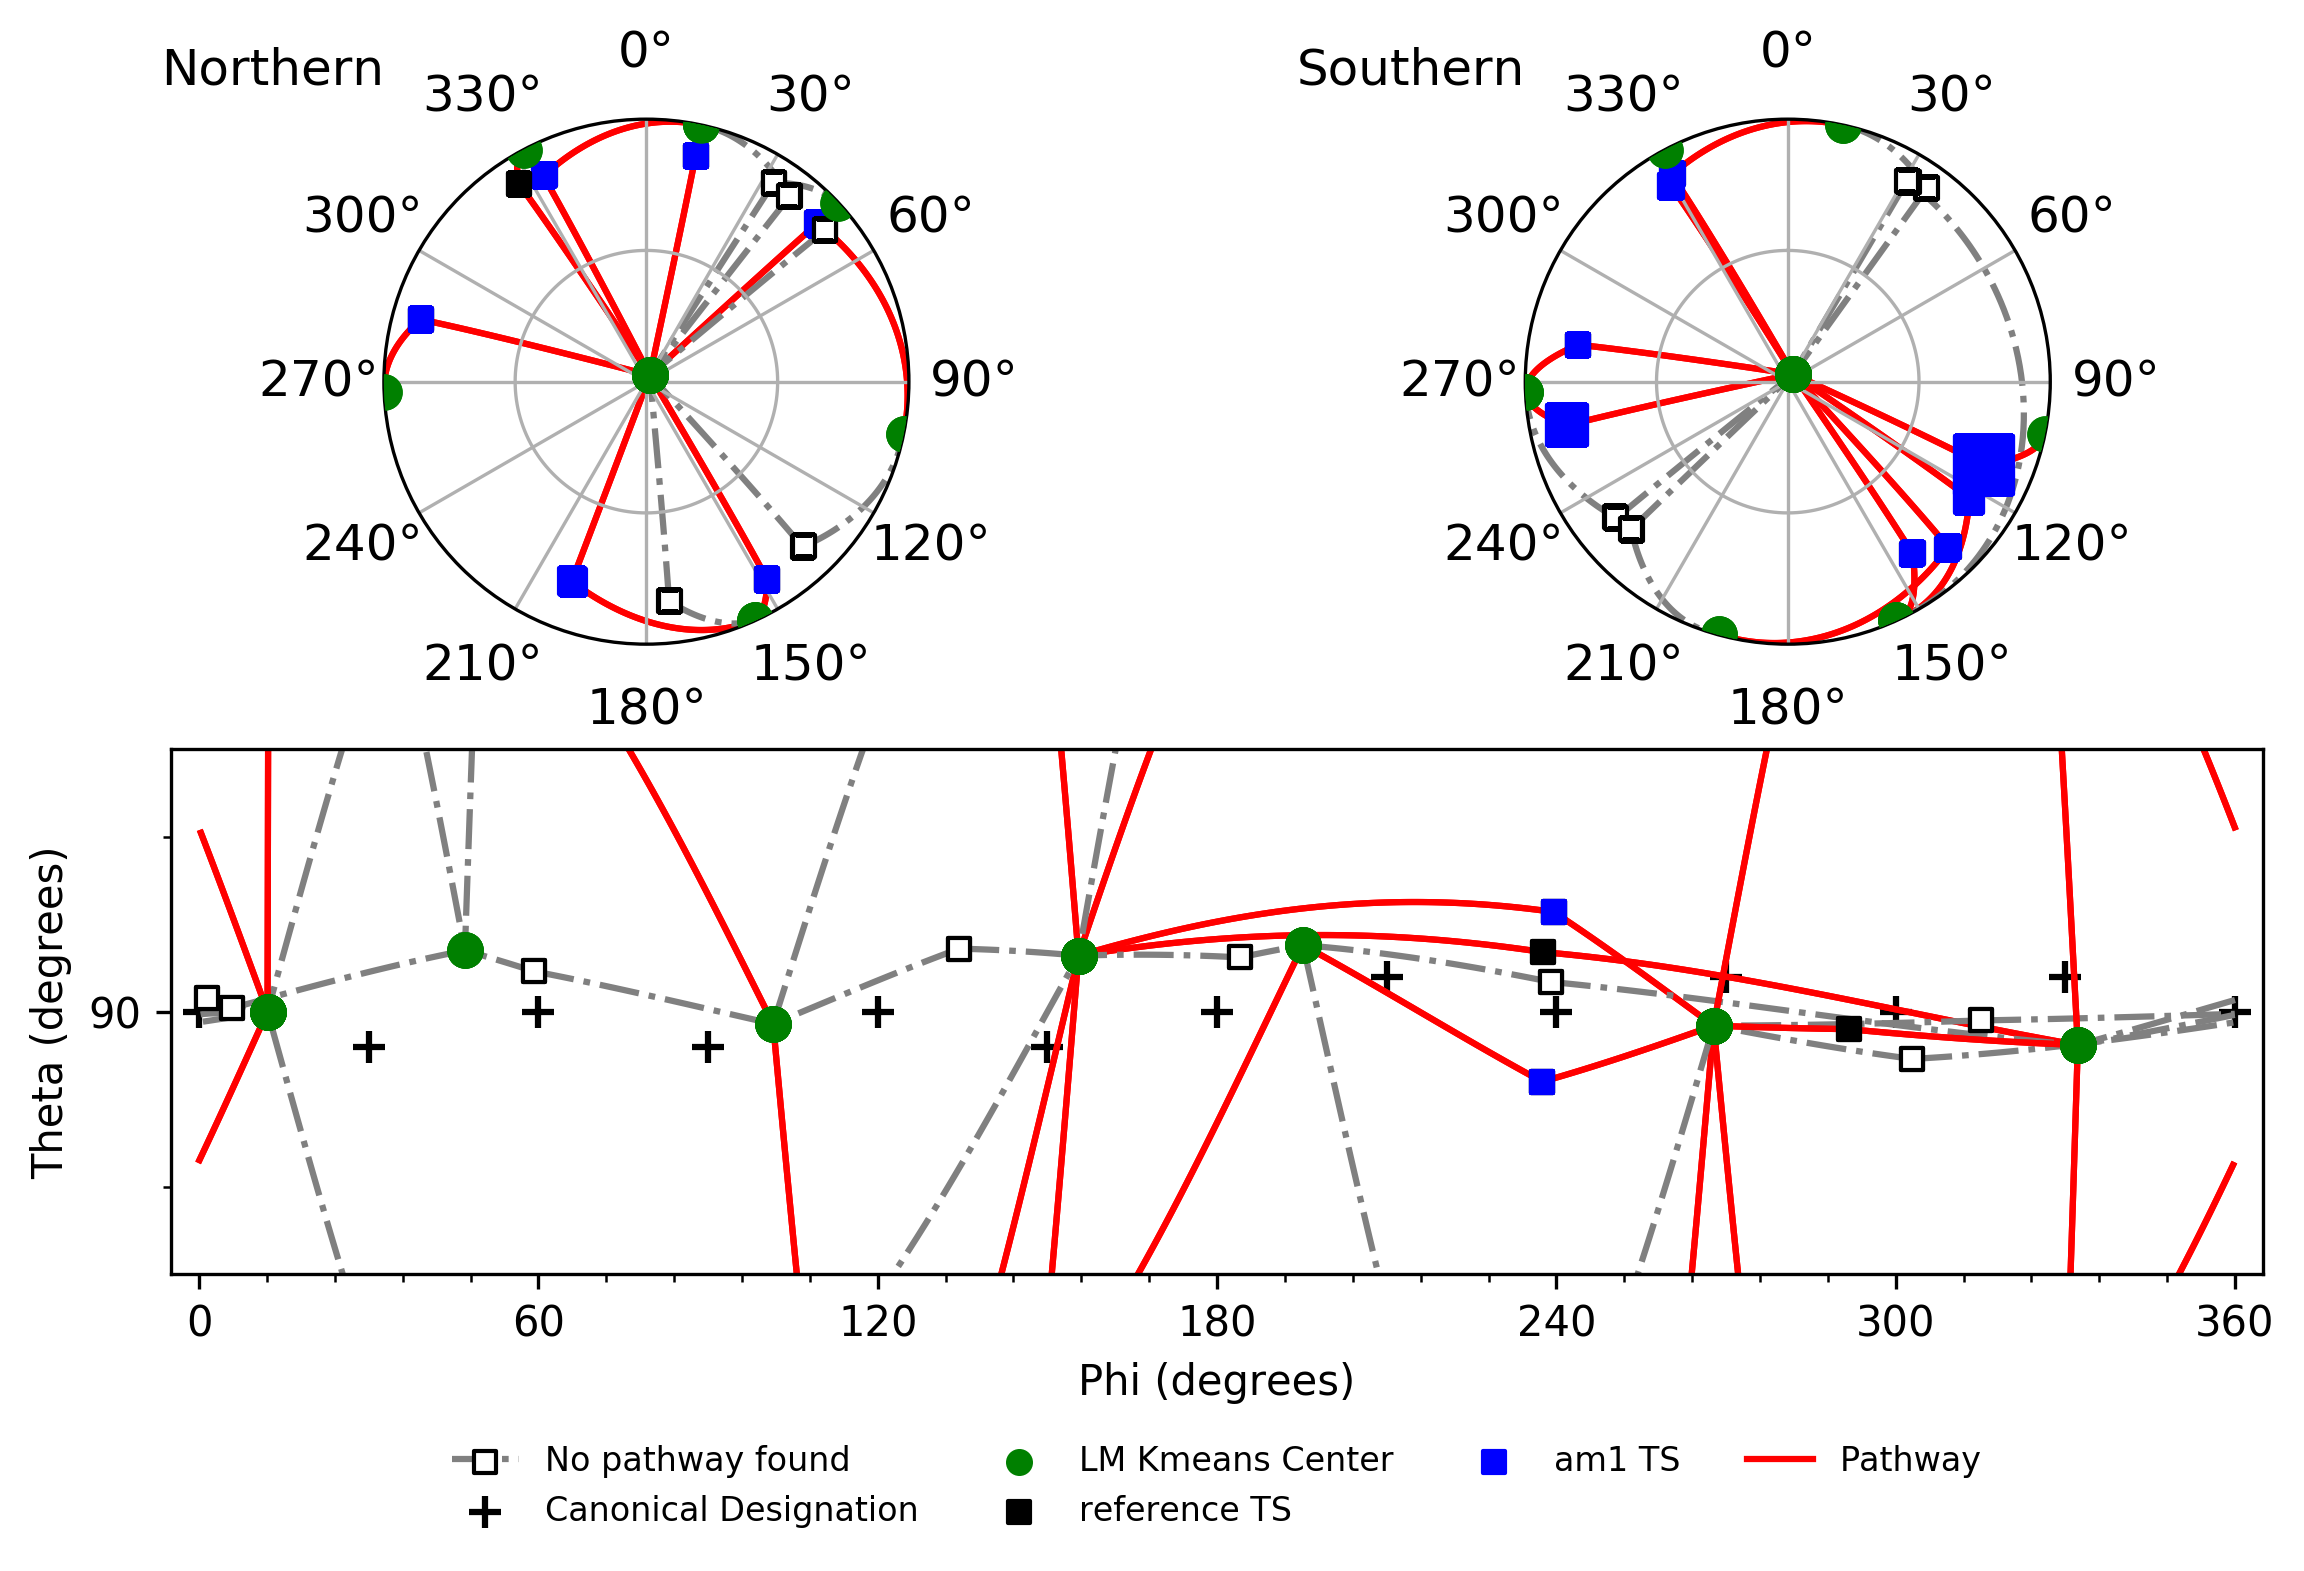 Northern
0°
30°
60°
90°
120°
150°
180°
210°
240°
270°
300°
330°
Southern
0°
30°
60°
90°
120°
150°
180°
210°
240°
270°
300°
330°
Theta (degrees)
90
0 60 120 180 240 300 360
Phi (degrees)
No pathway found
Canonical Designation
LM Kmeans Center
reference TS
am1 TS
Pathway